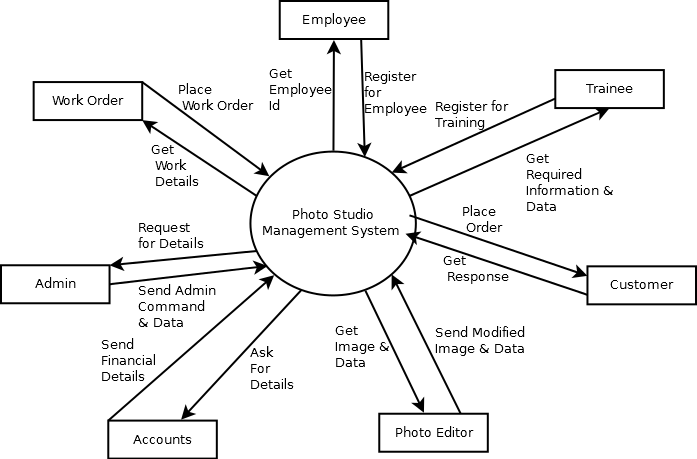 Employee
Get
Employee
Id
Register
for
Employee
Work Order
Place
Work Order
Get
Work
Details
Trainee
Register for
Training
Get
Required
Information &
Data
Photo Studio
Management System
Place
Order
Get
Response
Customer
Request
for Details
Admin
Send Admin
Command
& Data
Send
Financial
Details
Ask
For
Details
Accounts
Get
Image &
Data
Send Modified
Image & Data
Photo Editor